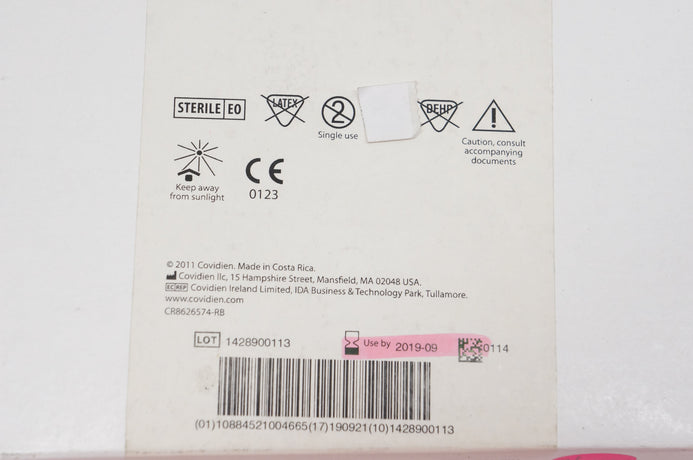 STERILE EO
LATEX
2
Single use
DEHP
Caution, consult
accompanying
documents
Keep away
from sunlight
CE
0123
© 2011 Covidien. Made in Costa Rica.
Covidien llc, 15 Hampshire Street, Mansfield, MA 02048 USA.
EC REP Covidien Ireland Limited, IDA Business & Technology Park, Tullamore.
www.covidien.com
CR8626574-RB
LOT 1428900113
Use by 2019-09
0114
(01)10884521004665(17)190921(10)1428900113